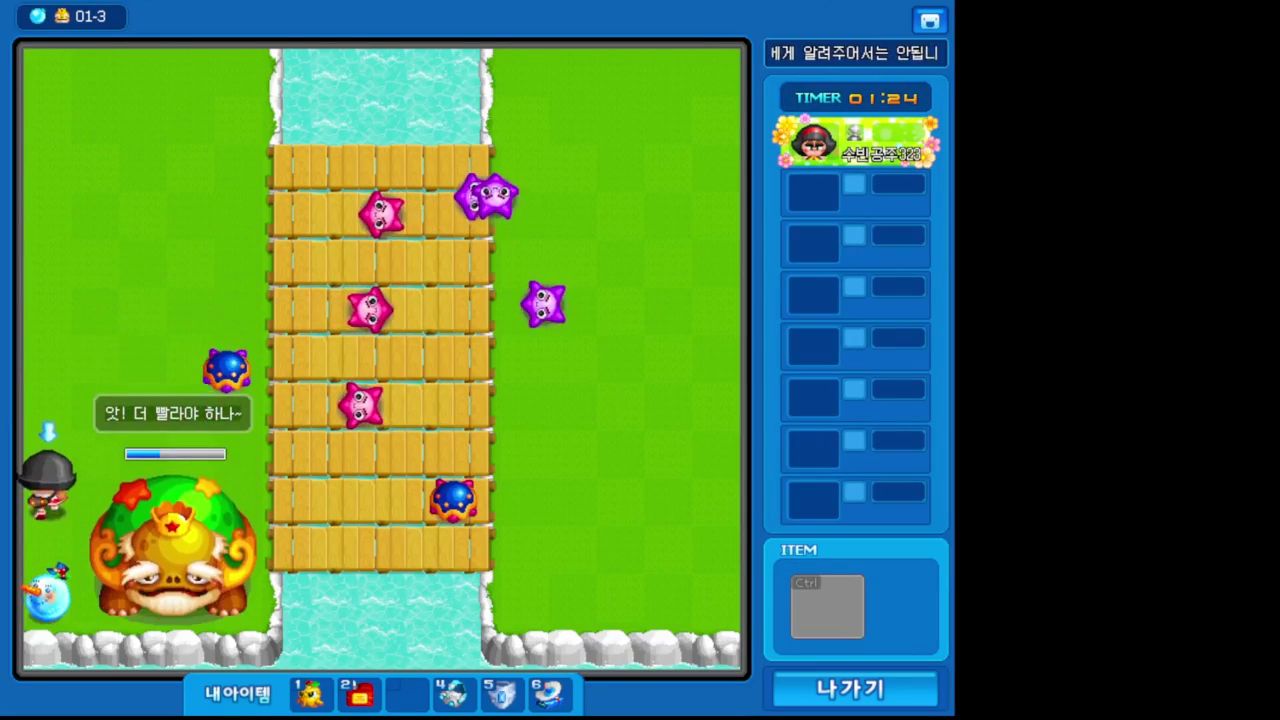 01-3
에게 알려주어서는 안됩니
TIMER 01:24
수빈공주323
앗! 더 빨라야 하나~
ITEM
Ctrl
내아이템
1
2
4
5
6
나가기